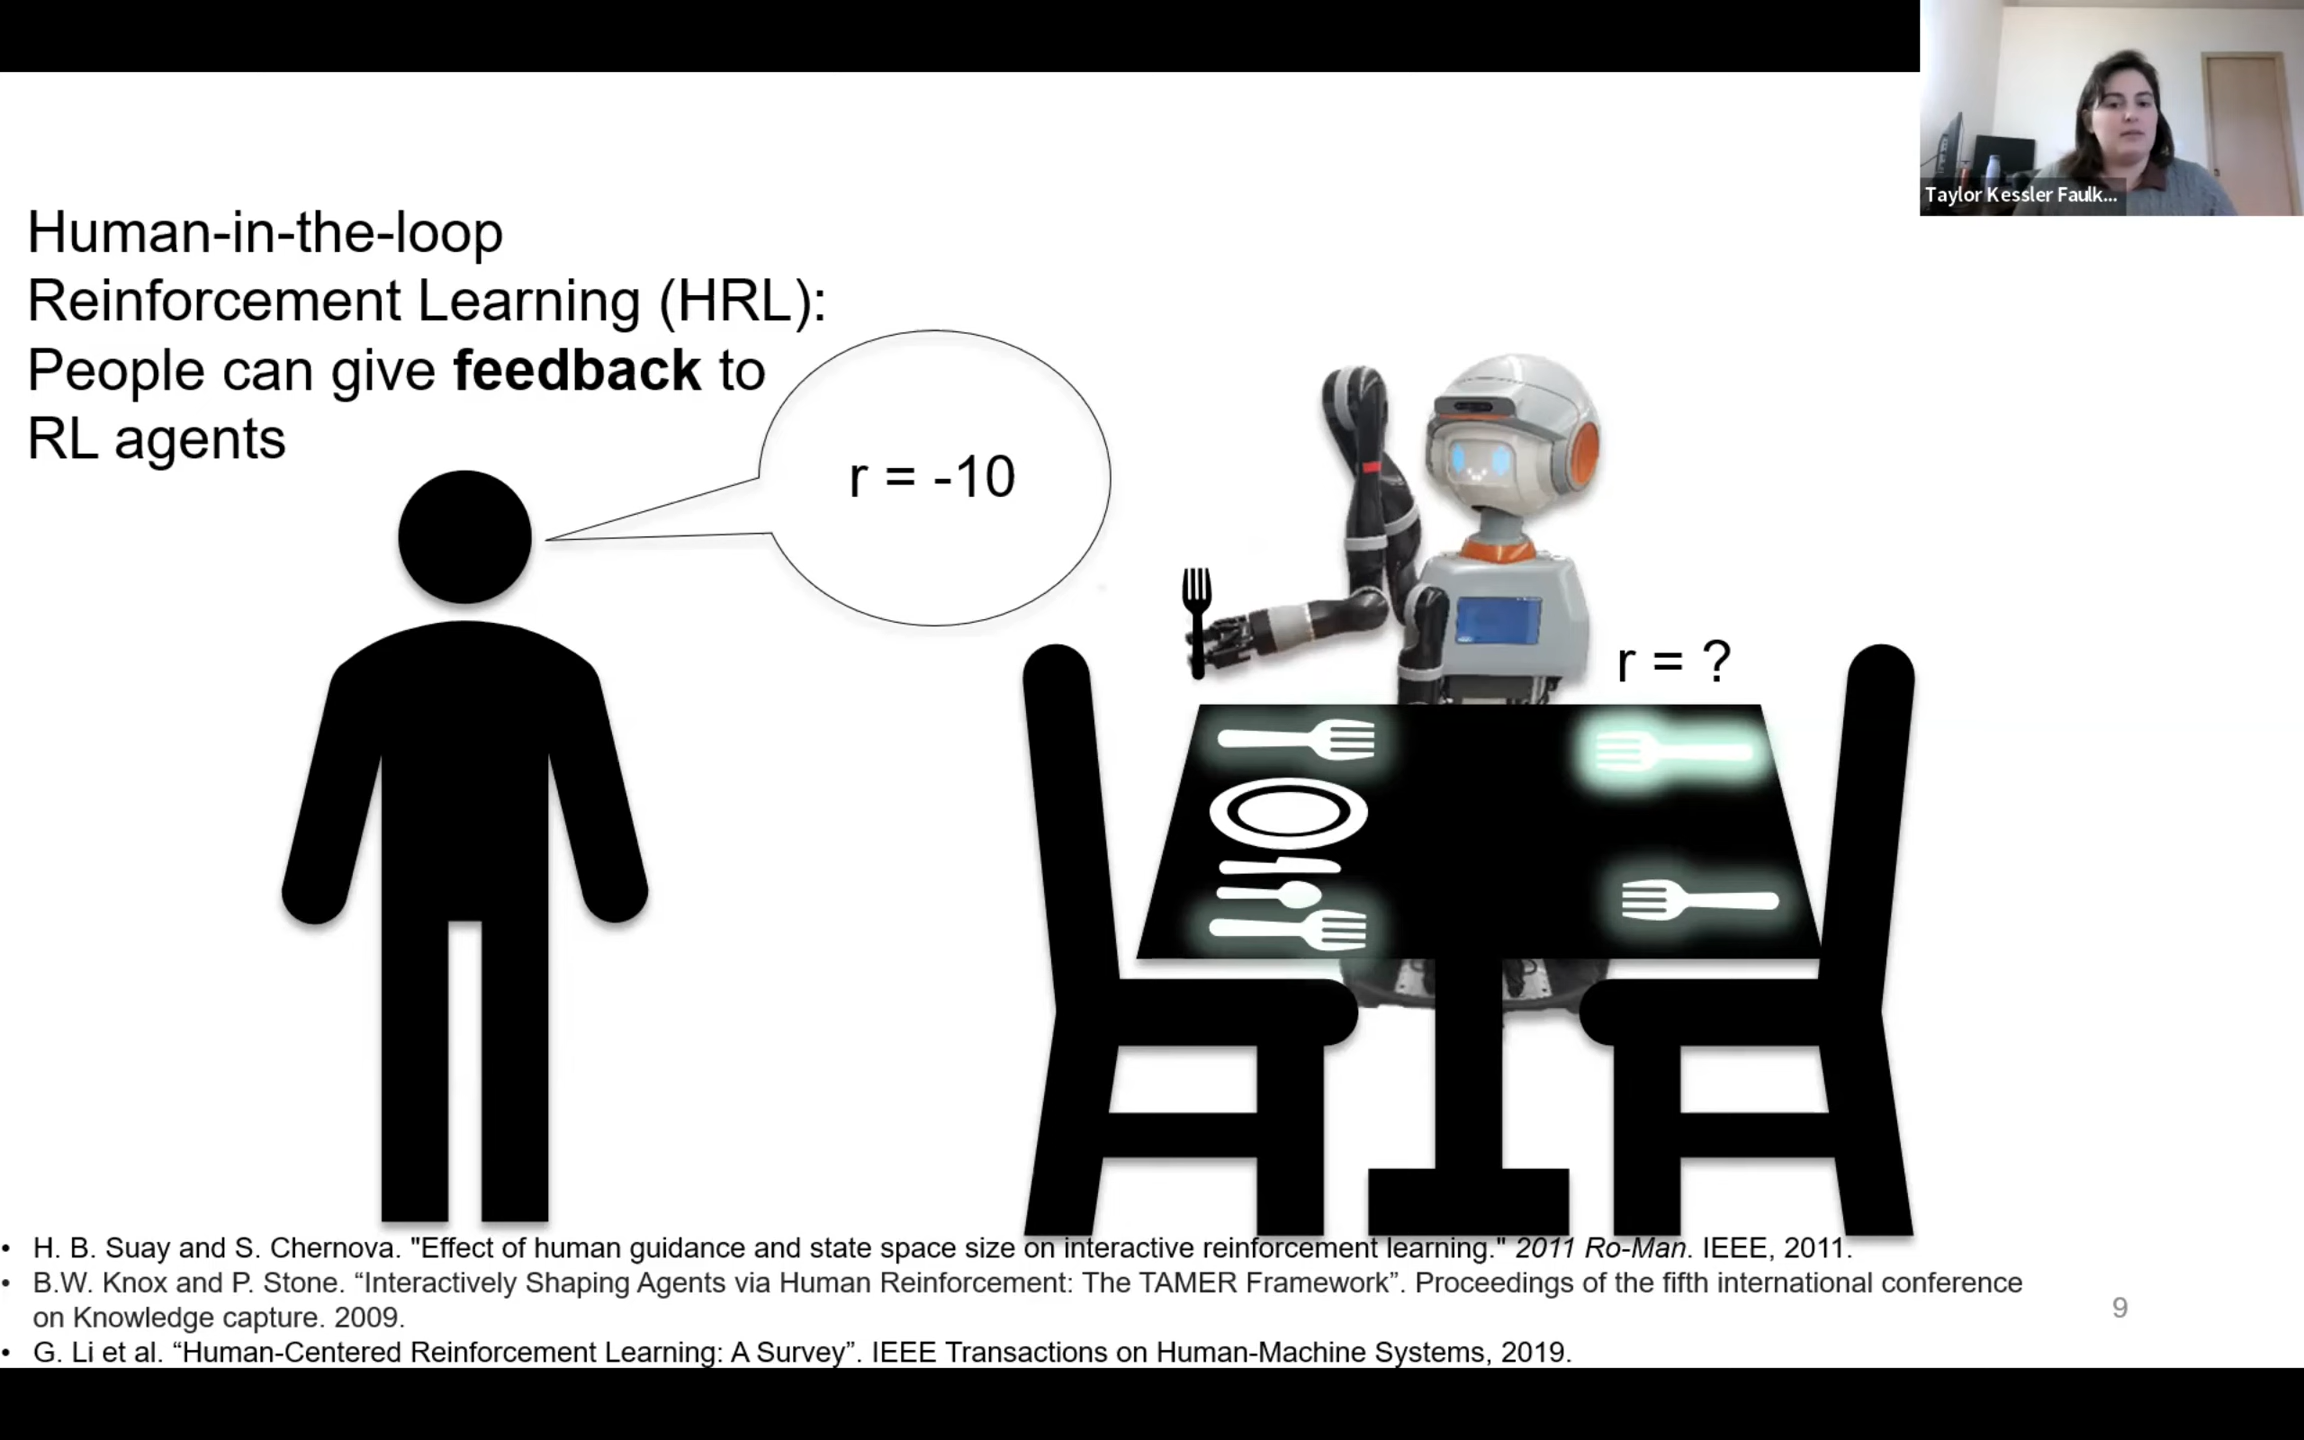 Taylor Kessler Faulk...
Human-in-the-loop
Reinforcement Learning (HRL):
People can give feedback to
RL agents
r = -10
r = ?
• H. B. Suay and S. Chernova. "Effect of human guidance and state space size on interactive reinforcement learning." 2011 Ro-Man. IEEE, 2011.
• B.W. Knox and P. Stone. “Interactively Shaping Agents via Human Reinforcement: The TAMER Framework”. Proceedings of the fifth international conference
on Knowledge capture. 2009.
• G. Li et al. “Human-Centered Reinforcement Learning: A Survey”. IEEE Transactions on Human-Machine Systems, 2019.
9